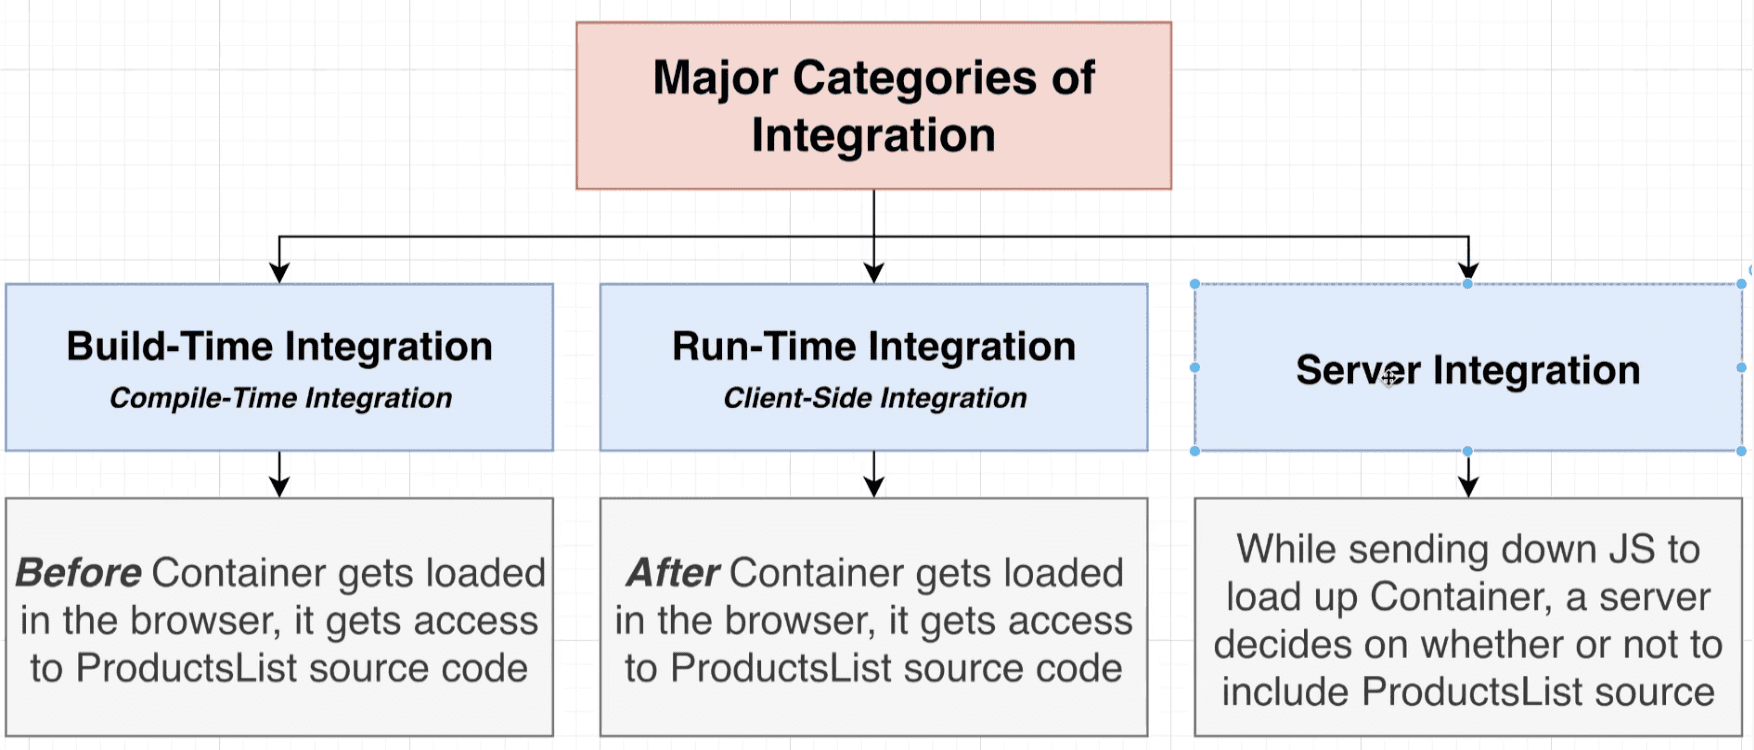 Major Categories of
Integration
Build-Time Integration
Compile-Time Integration
Run-Time Integration
Client-Side Integration
Server Integration
Before Container gets loaded
in the browser, it gets access
to ProductsList source code
After Container gets loaded
in the browser, it gets access
to ProductsList source code
While sending down JS to
load up Container, a server
decides on whether or not to
include ProductsList source